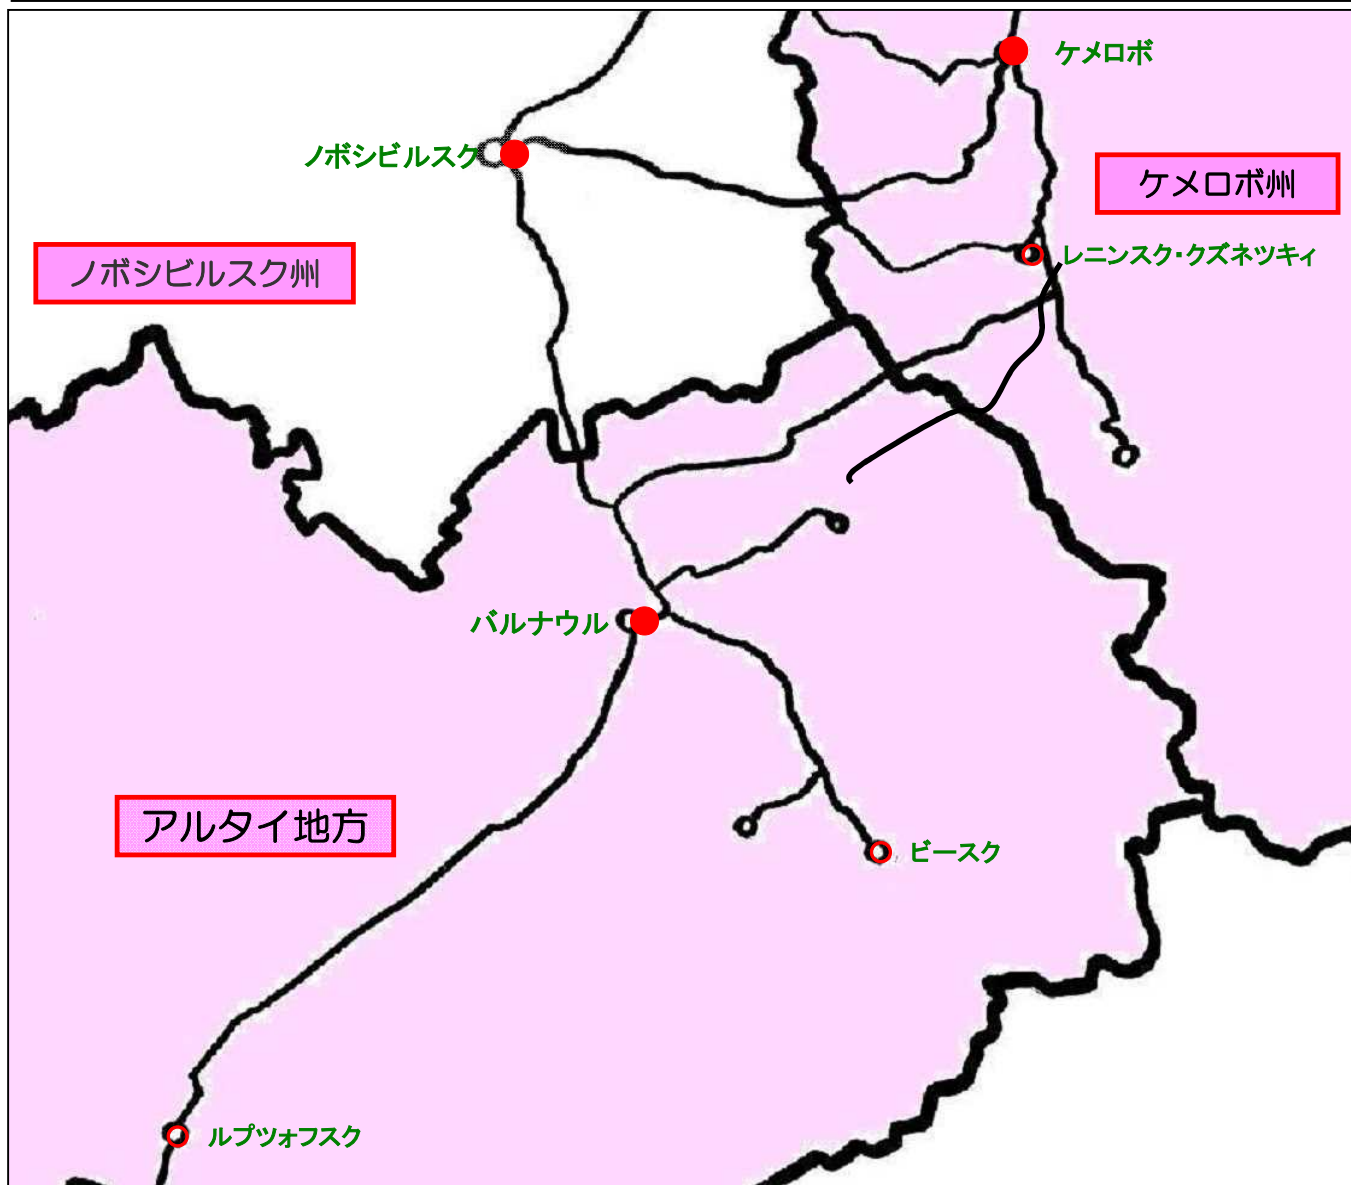 ケメロボ
ノボシビルスク
ケメロボ州
レニンスク・クズネツキィ
ノボシビルスク州
バルナウル
アルタイ地方
ビースク
ルプツォフスク